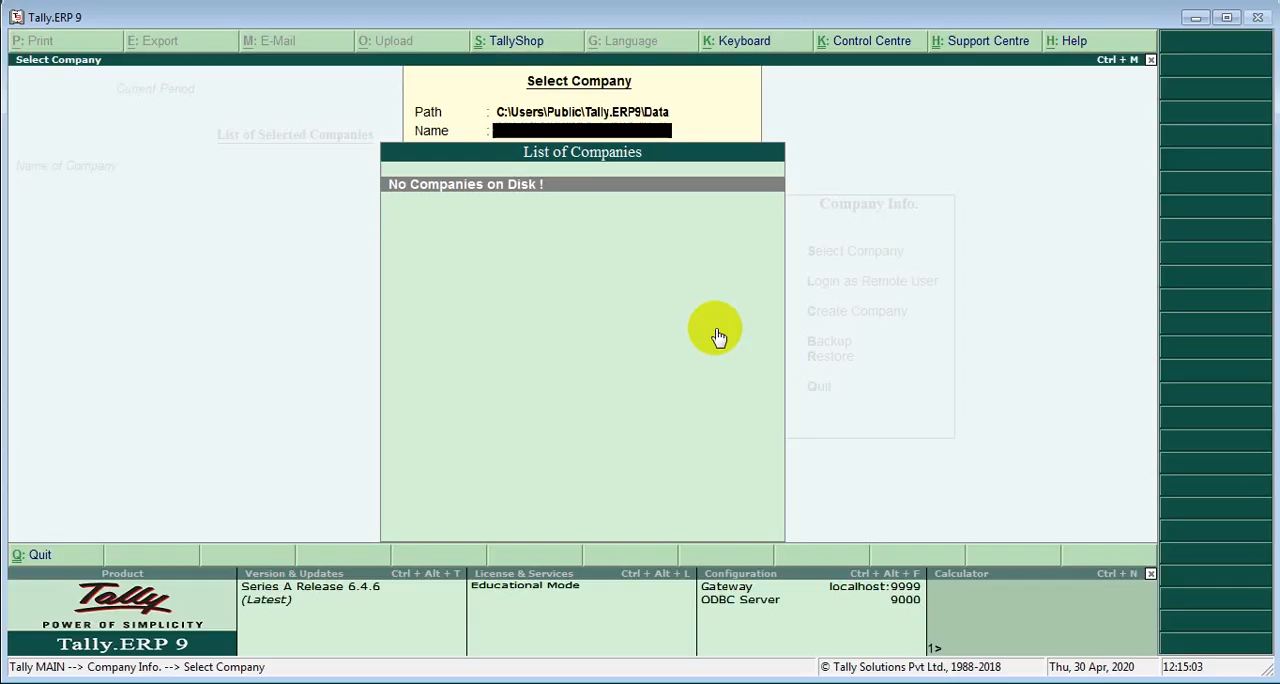 Tally.ERP 9
P: Print E: Export M: E-Mail O: Upload S: TallyShop G: Language K: Keyboard K: Control Centre H: Support Centre H: Help
Select Company Ctrl + M
Current Period
Select Company
Path : C:\Users\Public\Tally.ERP9\Data
Name :
List of Selected Companies
List of Companies
Name of Company
No Companies on Disk !
Company Info.
Select Company
Login as Remote User
Create Company
Backup
Restore
Quit
Q: Quit
Product Version & Updates Ctrl + Alt + T License & Services Ctrl + Alt + L Configuration Ctrl + Alt + F Calculator Ctrl + N
Series A Release 6.4.6 Educational Mode Gateway localhost:9999
(Latest) ODBC Server 9000
Tally
POWER OF SIMPLICITY
Tally.ERP 9
1>
Tally MAIN --> Company Info. --> Select Company © Tally Solutions Pvt Ltd., 1988-2018 Thu, 30 Apr, 2020 12:15:03